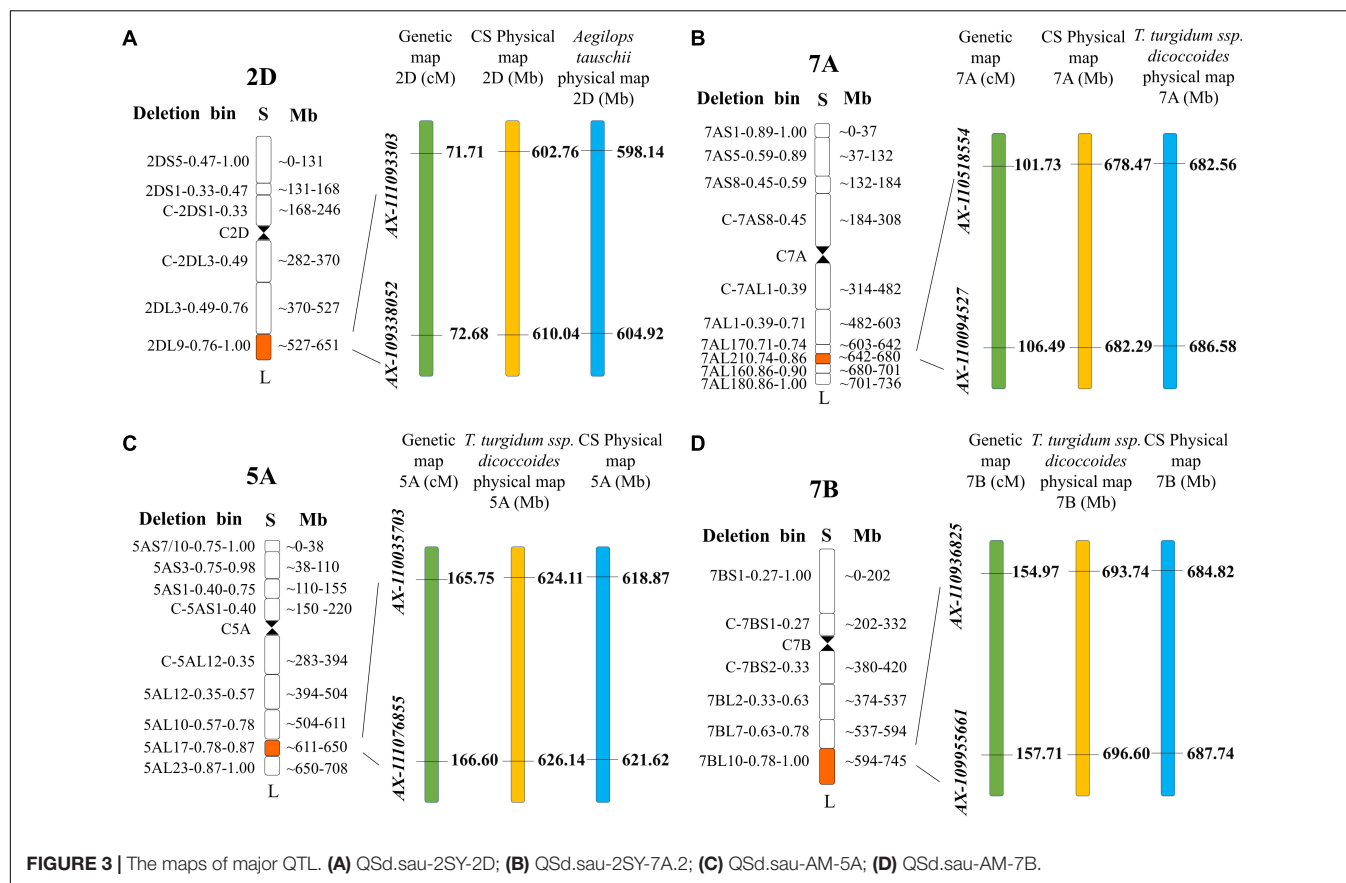 A
2D
Deletion bin S Mb
2DS5-0.47-1.00 ~0-131
2DS1-0.33-0.47 ~131-168
C-2DS1-0.33 ~168-246
C2D
C-2DL3-0.49 ~282-370
2DL3-0.49-0.76 ~370-527
2DL9-0.76-1.00 ~527-651
L
Genetic map 2D (cM)
CS Physical map 2D (Mb)
Aegilops tauschii physical map 2D (Mb)
AX-111093303
71.71 602.76 598.14
AX-109338052
72.68 610.04 604.92
B
7A
Deletion bin S Mb
7AS1-0.89-1.00 ~0-37
7AS5-0.59-0.89 ~37-132
7AS8-0.45-0.59 ~132-184
C-7AS8-0.45 ~184-308
C7A
C-7AL1-0.39 ~314-482
7AL1-0.39-0.71 ~482-603
7AL170.71-0.74 ~603-642
7AL210.74-0.86 ~642-680
7AL160.86-0.90 ~680-701
7AL180.86-1.00 ~701-736
L
Genetic map 7A (cM)
CS Physical map 7A (Mb)
T. turgidum ssp. dicoccoides physical map 7A (Mb)
AX-110518554
101.73 678.47 682.56
AX-110094527
106.49 682.29 686.58
C
5A
Deletion bin S Mb
5AS7/10-0.75-1.00 ~0-38
5AS3-0.75-0.98 ~38-110
5AS1-0.40-0.75 ~110-155
C-5AS1-0.40 ~150 -220
C5A
C-5AL12-0.35 ~283-394
5AL12-0.35-0.57 ~394-504
5AL10-0.57-0.78 ~504-611
5AL17-0.78-0.87 ~611-650
5AL23-0.87-1.00 ~650-708
L
Genetic map 5A (cM)
T. turgidum ssp. dicoccoides physical map 5A (Mb)
CS Physical map 5A (Mb)
AX-110035703
165.75 624.11 618.87
AX-111076855
166.60 626.14 621.62
D
7B
Deletion bin S Mb
7BS1-0.27-1.00 ~0-202
C-7BS1-0.27 ~202-332
C7B
C-7BS2-0.33 ~380-420
7BL2-0.33-0.63 ~374-537
7BL7-0.63-0.78 ~537-594
7BL10-0.78-1.00 ~594-745
L
Genetic map 7B (cM)
T. turgidum ssp. dicoccoides physical map 7B (Mb)
CS Physical map 7B (Mb)
AX-110936825
154.97 693.74 684.82
AX-109955661
157.71 696.60 687.74
FIGURE 3 | The maps of major QTL. (A) QSd.sau-2SY-2D; (B) QSd.sau-2SY-7A.2; (C) QSd.sau-AM-5A; (D) QSd.sau-AM-7B.